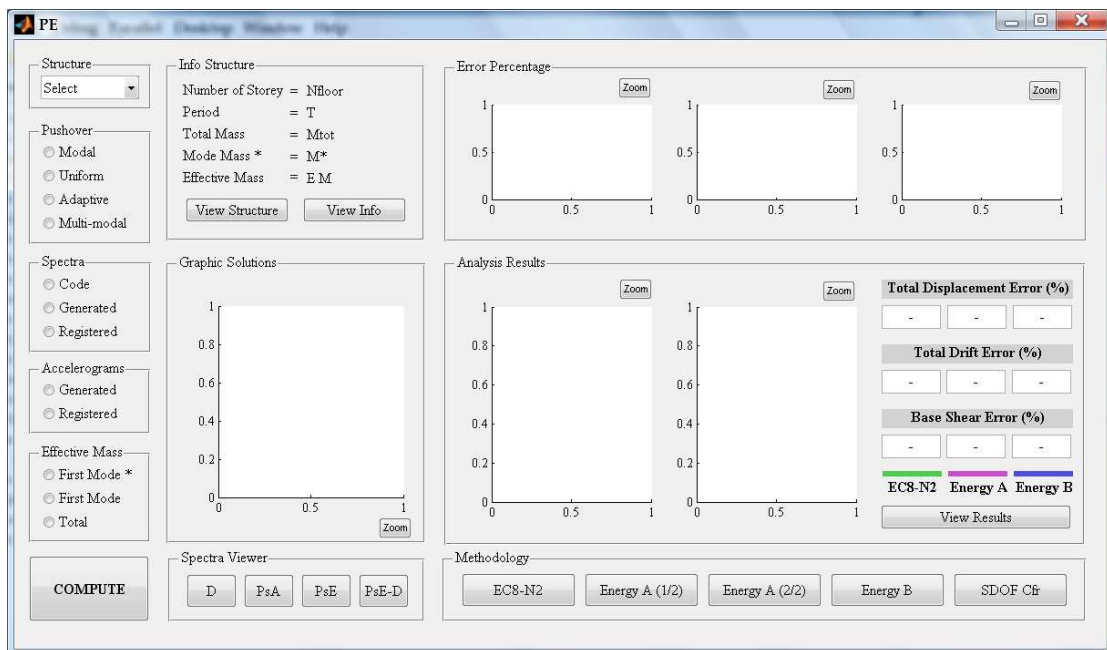 PE
Structure
Select
Pushover
Modal
Uniform
Adaptive
Multi-modal
Spectra
Code
Generated
Registered
Accelerograms
Generated
Registered
Effective Mass
First Mode *
First Mode
Total
COMPUTE
Info Structure
Number of Storey = Nfloor
Period = T
Total Mass = Mtot
Mode Mass * = M*
Effective Mass = E M
View Structure View Info
Graphic Solutions
1
0.8
0.6
0.4
0.2
0
0 0.5 1
Zoom
Spectra Viewer
D PsA PsE PsE-D
Error Percentage
Zoom Zoom Zoom
1 1 1
0.5 0.5 0.5
0 0 0
0 0.5 1 0 0.5 1 0 0.5 1
Analysis Results
Zoom Zoom
1 1
0.8 0.8
0.6 0.6
0.4 0.4
0.2 0.2
0 0
0 0.5 1 0 0.5 1
Total Displacement Error (%)
- - -
Total Drift Error (%)
- - -
Base Shear Error (%)
- - -
EC8-N2 Energy A Energy B
View Results
Methodology
EC8-N2 Energy A (1/2) Energy A (2/2) Energy B SDOF Cfr